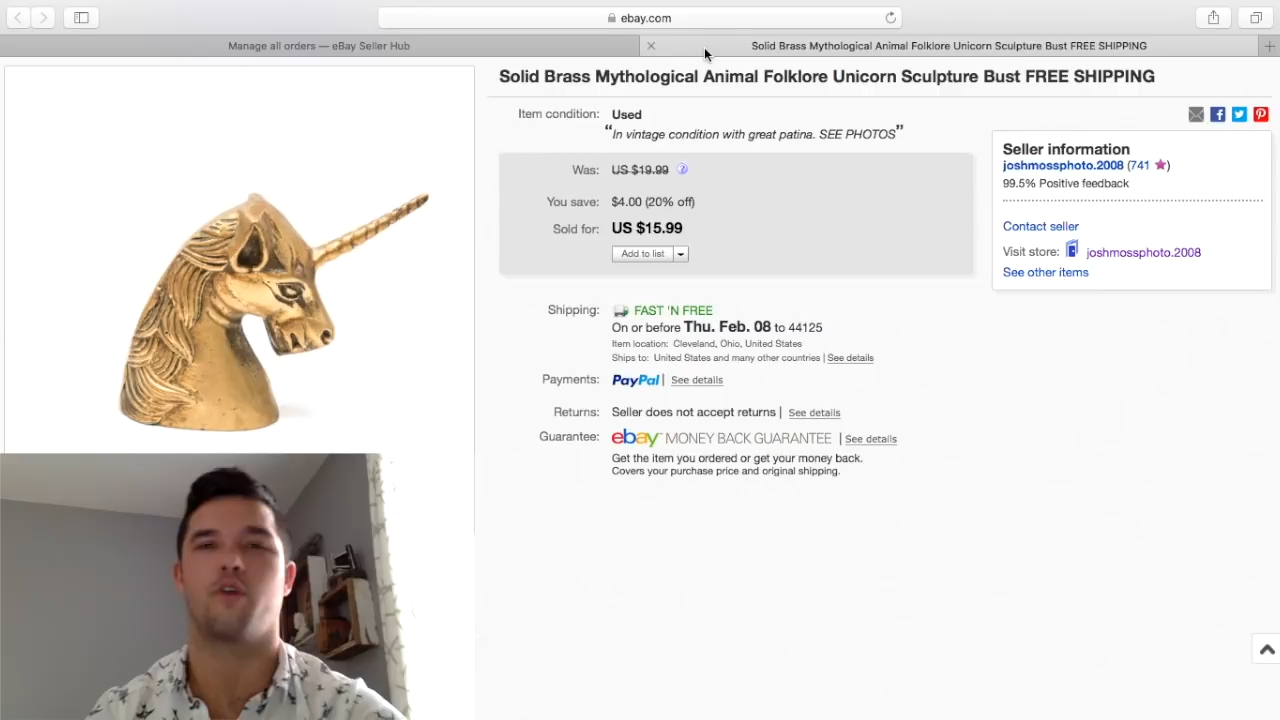 ebay.com
Manage all orders — eBay Seller Hub
Solid Brass Mythological Animal Folklore Unicorn Sculpture Bust FREE SHIPPING
Solid Brass Mythological Animal Folklore Unicorn Sculpture Bust FREE SHIPPING
Item condition: Used
“In vintage condition with great patina. SEE PHOTOS”
Was: US $19.99 ?
You save: $4.00 (20% off)
Sold for: US $15.99
Add to list
Shipping: FAST 'N FREE
On or before Thu. Feb. 08 to 44125
Item location: Cleveland, Ohio, United States
Ships to: United States and many other countries | See details
Payments: PayPal | See details
Returns: Seller does not accept returns | See details
Guarantee: ebay MONEY BACK GUARANTEE | See details
Get the item you ordered or get your money back.
Covers your purchase price and original shipping.
Seller information
joshmossphoto.2008 (741 ★)
99.5% Positive feedback
Contact seller
Visit store: joshmossphoto.2008
See other items